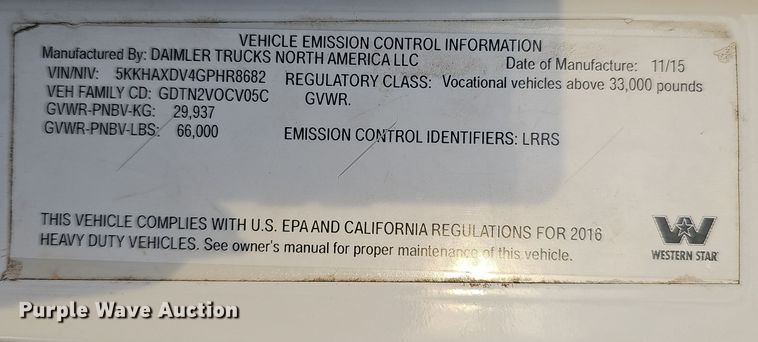 VEHICLE EMISSION CONTROL INFORMATION
Manufactured By: DAIMLER TRUCKS NORTH AMERICA LLC Date of Manufacture: 11/15
VIN/NIV: 5KKHAXDV4GPHR8682 REGULATORY CLASS: Vocational vehicles above 33,000 pounds
VEH FAMILY CD: GDTN2VOCV05C GVWR.
GVWR-PNBV-KG: 29,937
GVWR-PNBV-LBS: 66,000 EMISSION CONTROL IDENTIFIERS: LRRS
THIS VEHICLE COMPLIES WITH U.S. EPA AND CALIFORNIA REGULATIONS FOR 2016
HEAVY DUTY VEHICLES. See owner's manual for proper maintenance of this vehicle.
WESTERN STAR
Purple Wave Auction